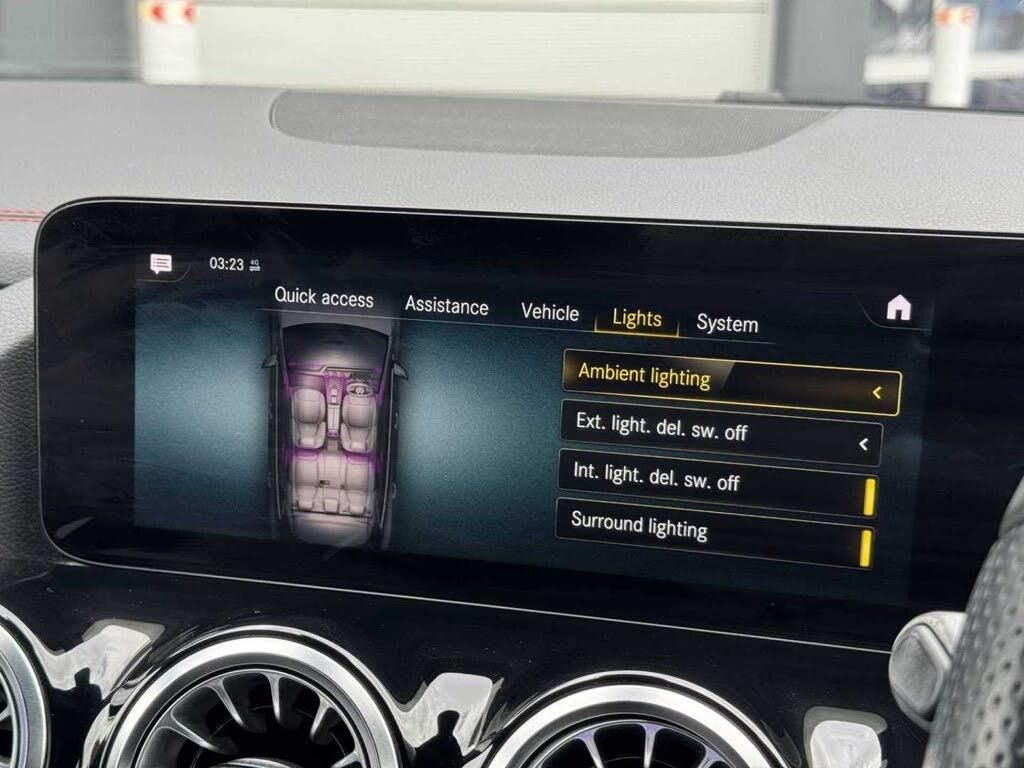 03:23 4G
Quick access Assistance Vehicle Lights System
Ambient lighting
Ext. light. del. sw. off
Int. light. del. sw. off
Surround lighting